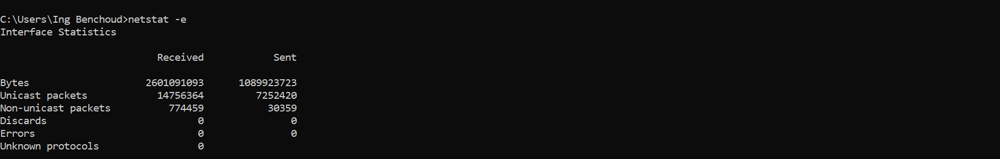 C:\Users\Ing Benchoud>netstat -e
Interface Statistics
Received Sent
Bytes 2601091093 1089923723
Unicast packets 14756364 7252420
Non-unicast packets 774459 30359
Discards 0 0
Errors 0 0
Unknown protocols 0